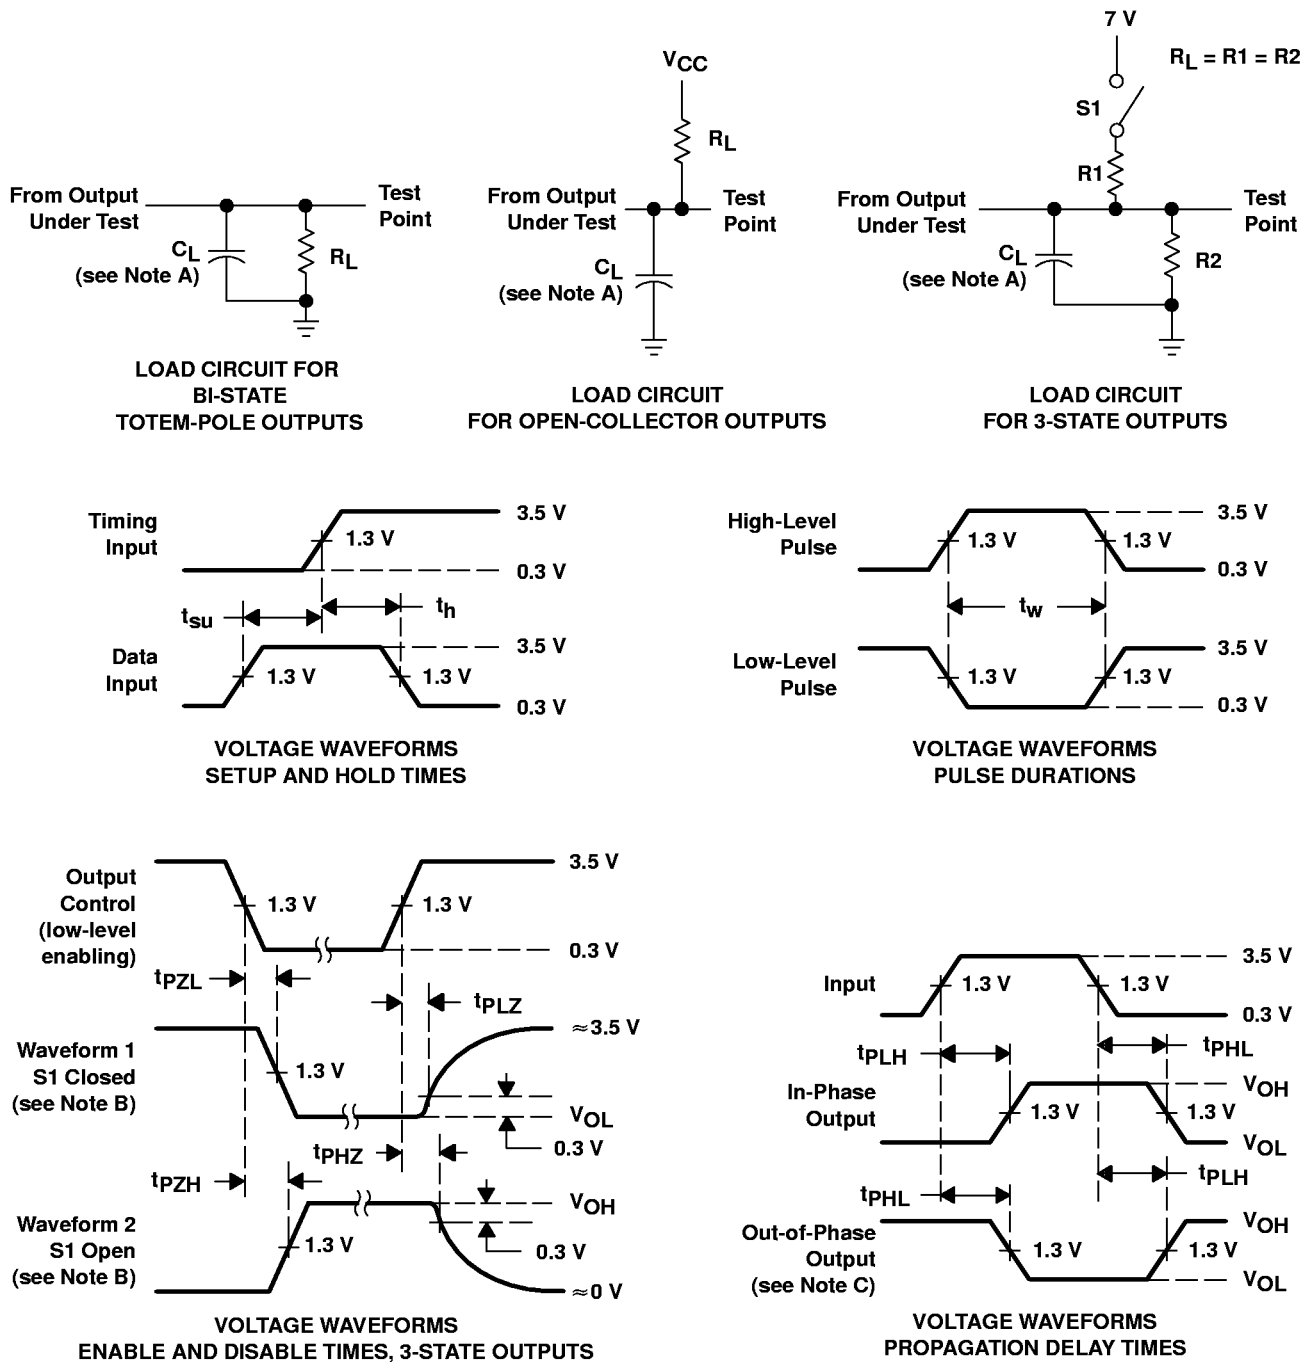 7 V
RL = R1 = R2
S1
R1
VCC
RL
From Output
Under Test
Test
Point
CL
(see Note A)
RL
LOAD CIRCUIT FOR
BI-STATE
TOTEM-POLE OUTPUTS
From Output
Under Test
Test
Point
CL
(see Note A)
LOAD CIRCUIT
FOR OPEN-COLLECTOR OUTPUTS
From Output
Under Test
Test
Point
CL
(see Note A)
R2
LOAD CIRCUIT
FOR 3-STATE OUTPUTS
Timing
Input
1.3 V
3.5 V
0.3 V
tsu
th
Data
Input
1.3 V
1.3 V
3.5 V
0.3 V
VOLTAGE WAVEFORMS
SETUP AND HOLD TIMES
High-Level
Pulse
1.3 V
1.3 V
3.5 V
0.3 V
tw
Low-Level
Pulse
1.3 V
1.3 V
3.5 V
0.3 V
VOLTAGE WAVEFORMS
PULSE DURATIONS
Output
Control
(low-level
enabling)
1.3 V
1.3 V
3.5 V
0.3 V
tPZL
tPLZ
Waveform 1
S1 Closed
(see Note B)
1.3 V
≈3.5 V
VOL
0.3 V
tPHZ
tPZH
Waveform 2
S1 Open
(see Note B)
1.3 V
VOH
0.3 V
≈0 V
VOLTAGE WAVEFORMS
ENABLE AND DISABLE TIMES, 3-STATE OUTPUTS
Input
1.3 V
1.3 V
3.5 V
0.3 V
tPLH
tPHL
In-Phase
Output
1.3 V
1.3 V
VOH
VOL
tPHL
tPLH
Out-of-Phase
Output
(see Note C)
1.3 V
1.3 V
VOH
VOL
VOLTAGE WAVEFORMS
PROPAGATION DELAY TIMES